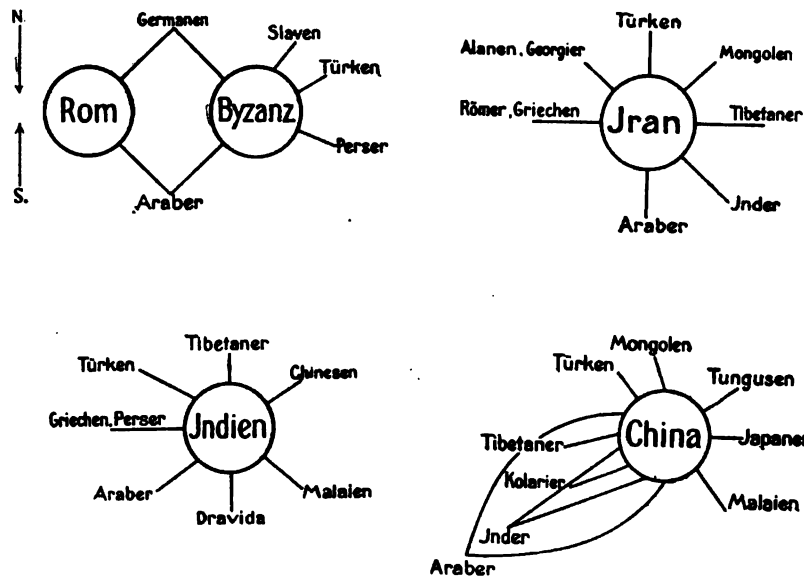 N.
S.
Germanen
Rom
Byzanz
Slaven
Türken
Perser
Araber
Türken
Alanen, Georgier
Mongolen
Römer, Griechen
Jran
Tibetaner
Jnder
Araber
Tibetaner
Türken
Chinesen
Griechen, Perser
Jndien
Araber
Malaien
Dravida
Mongolen
Türken
Tungusen
Tibetaner
China
Japaner
Kolarier
Malaien
Jnder
Araber